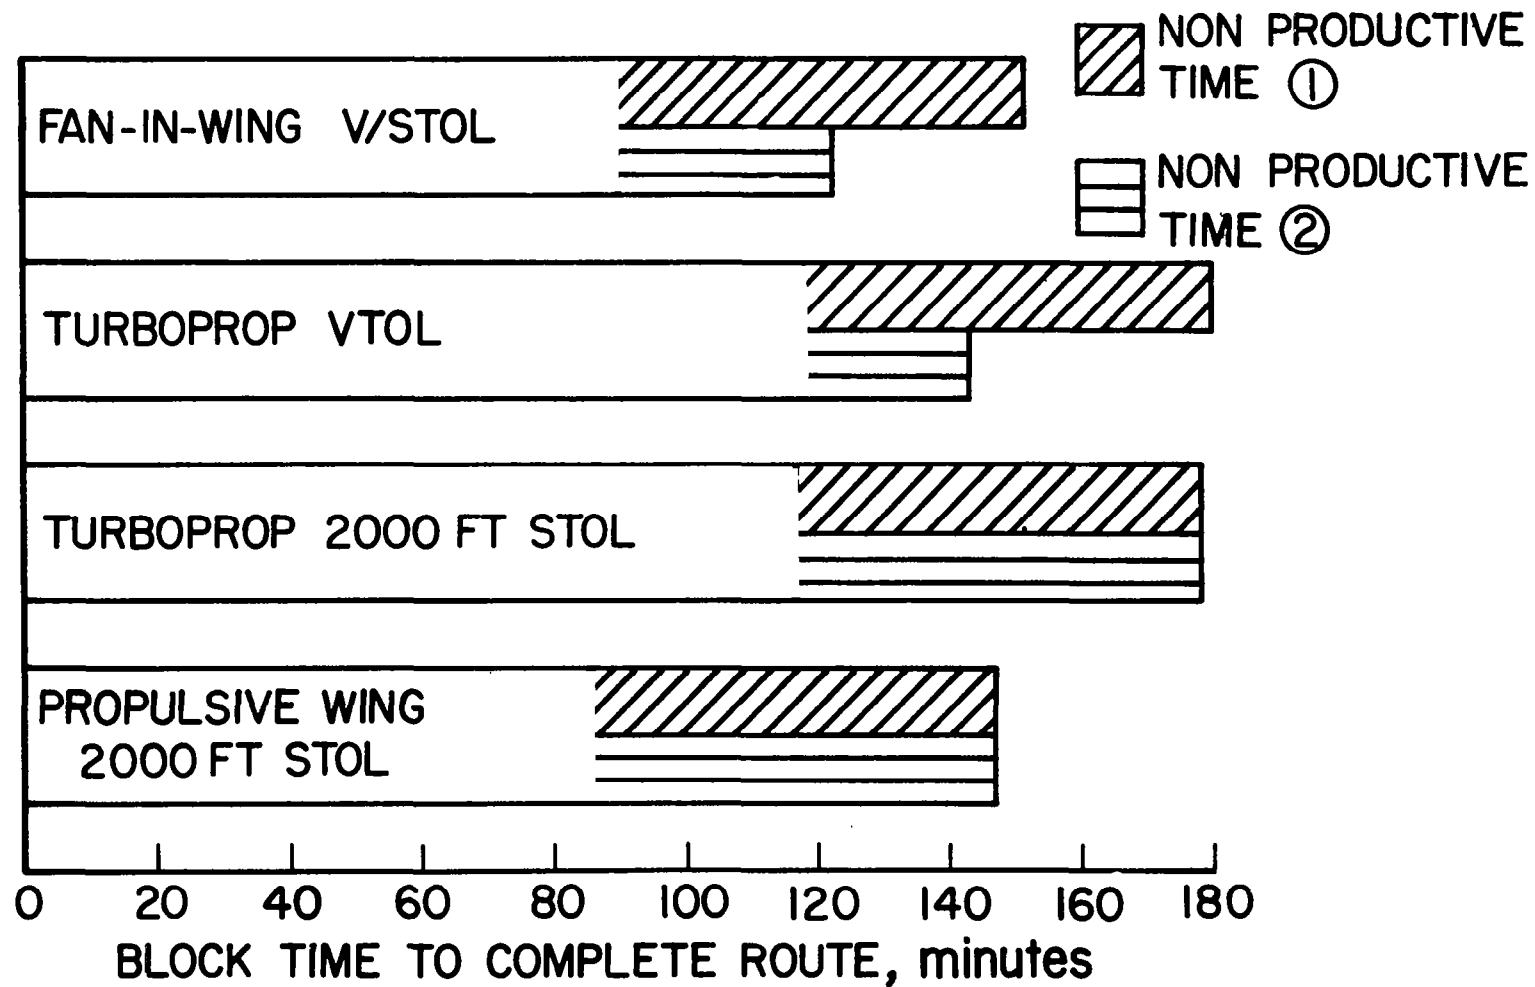 NON PRODUCTIVE
TIME ①
NON PRODUCTIVE
TIME ②
FAN-IN-WING V/STOL
TURBOPROP VTOL
TURBOPROP 2000 FT STOL
PROPULSIVE WING
2000 FT STOL
0 20 40 60 80 100 120 140 160 180
BLOCK TIME TO COMPLETE ROUTE, minutes